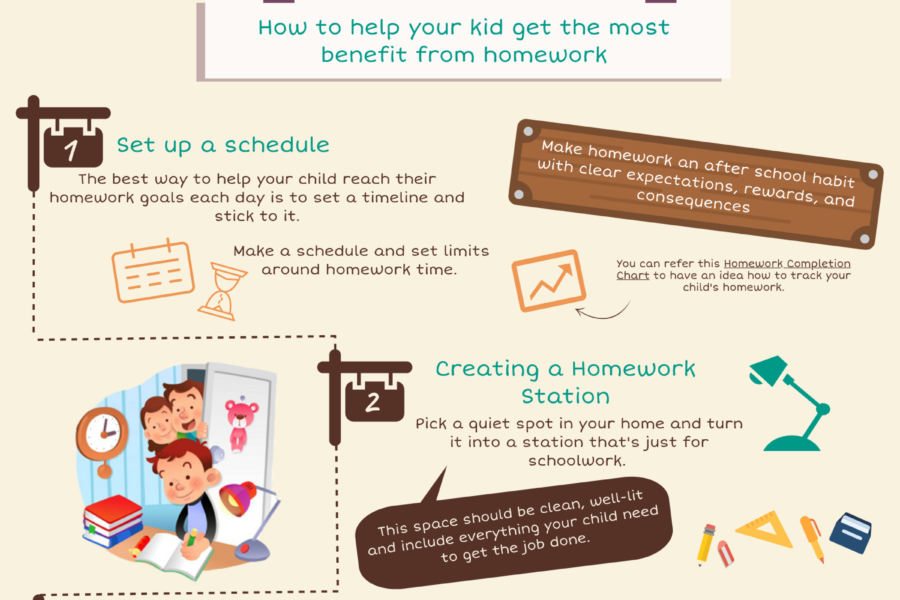 How to help your kid get the most
benefit from homework
1
Set up a schedule
The best way to help your child reach their
homework goals each day is to set a timeline and
stick to it.
Make a schedule and set limits
around homework time.
Make homework an after school habit
with clear expectations, rewards, and
consequences
You can refer this Homework Completion
Chart to have an idea how to track your
child's homework.
2
Creating a Homework
Station
Pick a quiet spot in your home and turn
it into a station that's just for
schoolwork.
This space should be clean, well-lit
and include everything your child need
to get the job done.